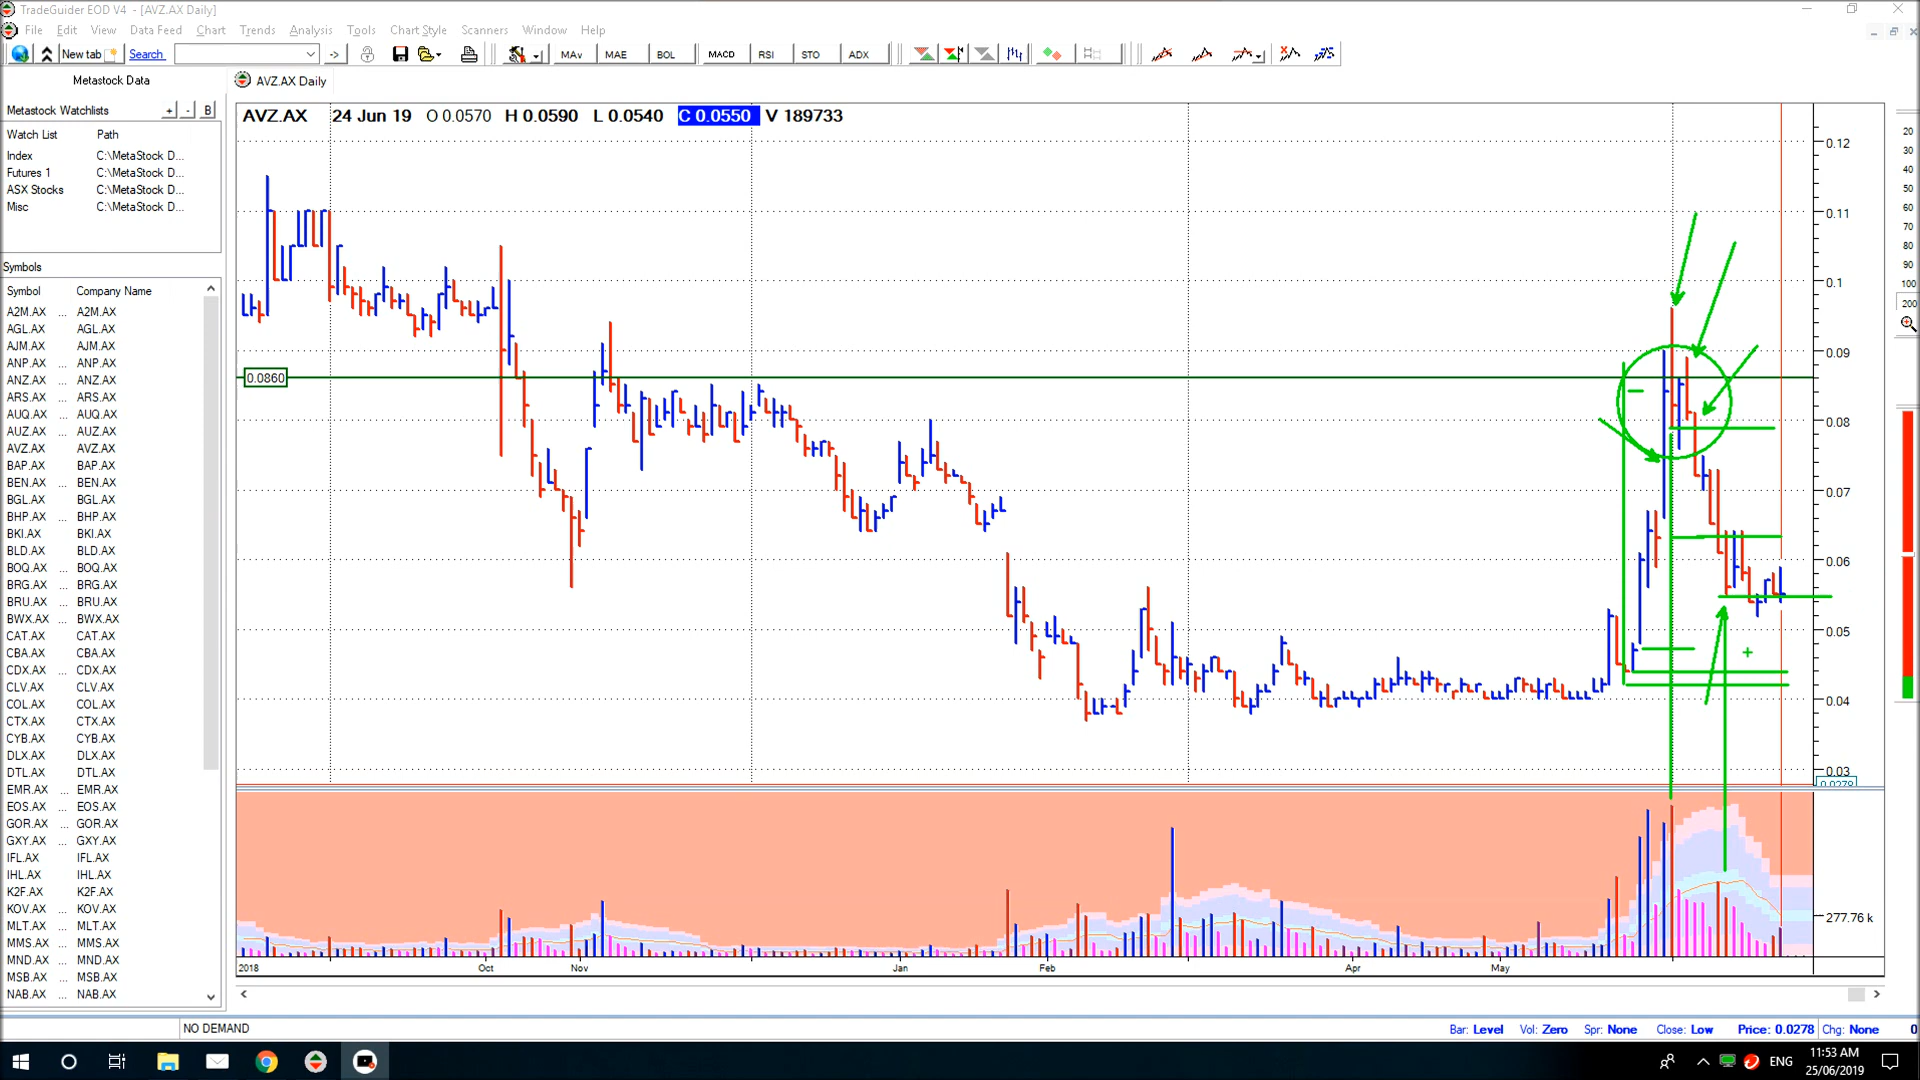 TradeGuider EOD V4 - [AVZ.AX Daily]
File Edit View Data Feed Chart Trends Analysis Tools Chart Style Scanners Window Help
New tab Search -> MAv MAE BOL MACD RSI STO ADX
Metastock Data
AVZ.AX Daily
Metastock Watchlists + - B
Watch List Path
Index C:\MetaStock D...
Futures 1 C:\MetaStock D...
ASX Stocks C:\MetaStock D...
Misc C:\MetaStock D...
Symbols
Symbol Company Name
A2M.AX ... A2M.AX
AGL.AX AGL.AX
AJM.AX AJM.AX
ANP.AX ... ANP.AX
ANZ.AX ... ANZ.AX
ARS.AX ... ARS.AX
AUQ.AX ... AUQ.AX
AUZ.AX ... AUZ.AX
AVZ.AX AVZ.AX
BAP.AX ... BAP.AX
BEN.AX ... BEN.AX
BGL.AX BGL.AX
BHP.AX ... BHP.AX
BKI.AX BKI.AX
BLD.AX BLD.AX
BOQ.AX ... BOQ.AX
BRG.AX ... BRG.AX
BRU.AX ... BRU.AX
BWX.AX ... BWX.AX
CAT.AX CAT.AX
CBA.AX ... CBA.AX
CDX.AX ... CDX.AX
CLV.AX CLV.AX
COL.AX COL.AX
CTX.AX CTX.AX
CYB.AX CYB.AX
DLX.AX DLX.AX
DTL.AX DTL.AX
EMR.AX ... EMR.AX
EOS.AX ... EOS.AX
GOR.AX ... GOR.AX
GXY.AX ... GXY.AX
IFL.AX IFL.AX
IHL.AX IHL.AX
K2F.AX ... K2F.AX
KOV.AX ... KOV.AX
MLT.AX ... MLT.AX
MMS.AX ... MMS.AX
MND.AX ... MND.AX
MSB.AX ... MSB.AX
NAB.AX ... NAB.AX
AVZ.AX 24 Jun 19 O 0.0570 H 0.0590 L 0.0540 C 0.0550 V 189733
0.12
0.11
0.1
0.09
0.0860
0.08
0.07
0.06
0.05
0.04
0.03
0.0278
277.76 k
2018 Oct Nov Jan Feb Apr May
20
30
40
50
60
70
80
90
100
200
NO DEMAND
Bar: Level Vol: Zero Spr: None Close: Low Price: 0.0278 Chg: None 0
ENG
11:53 AM
25/06/2019